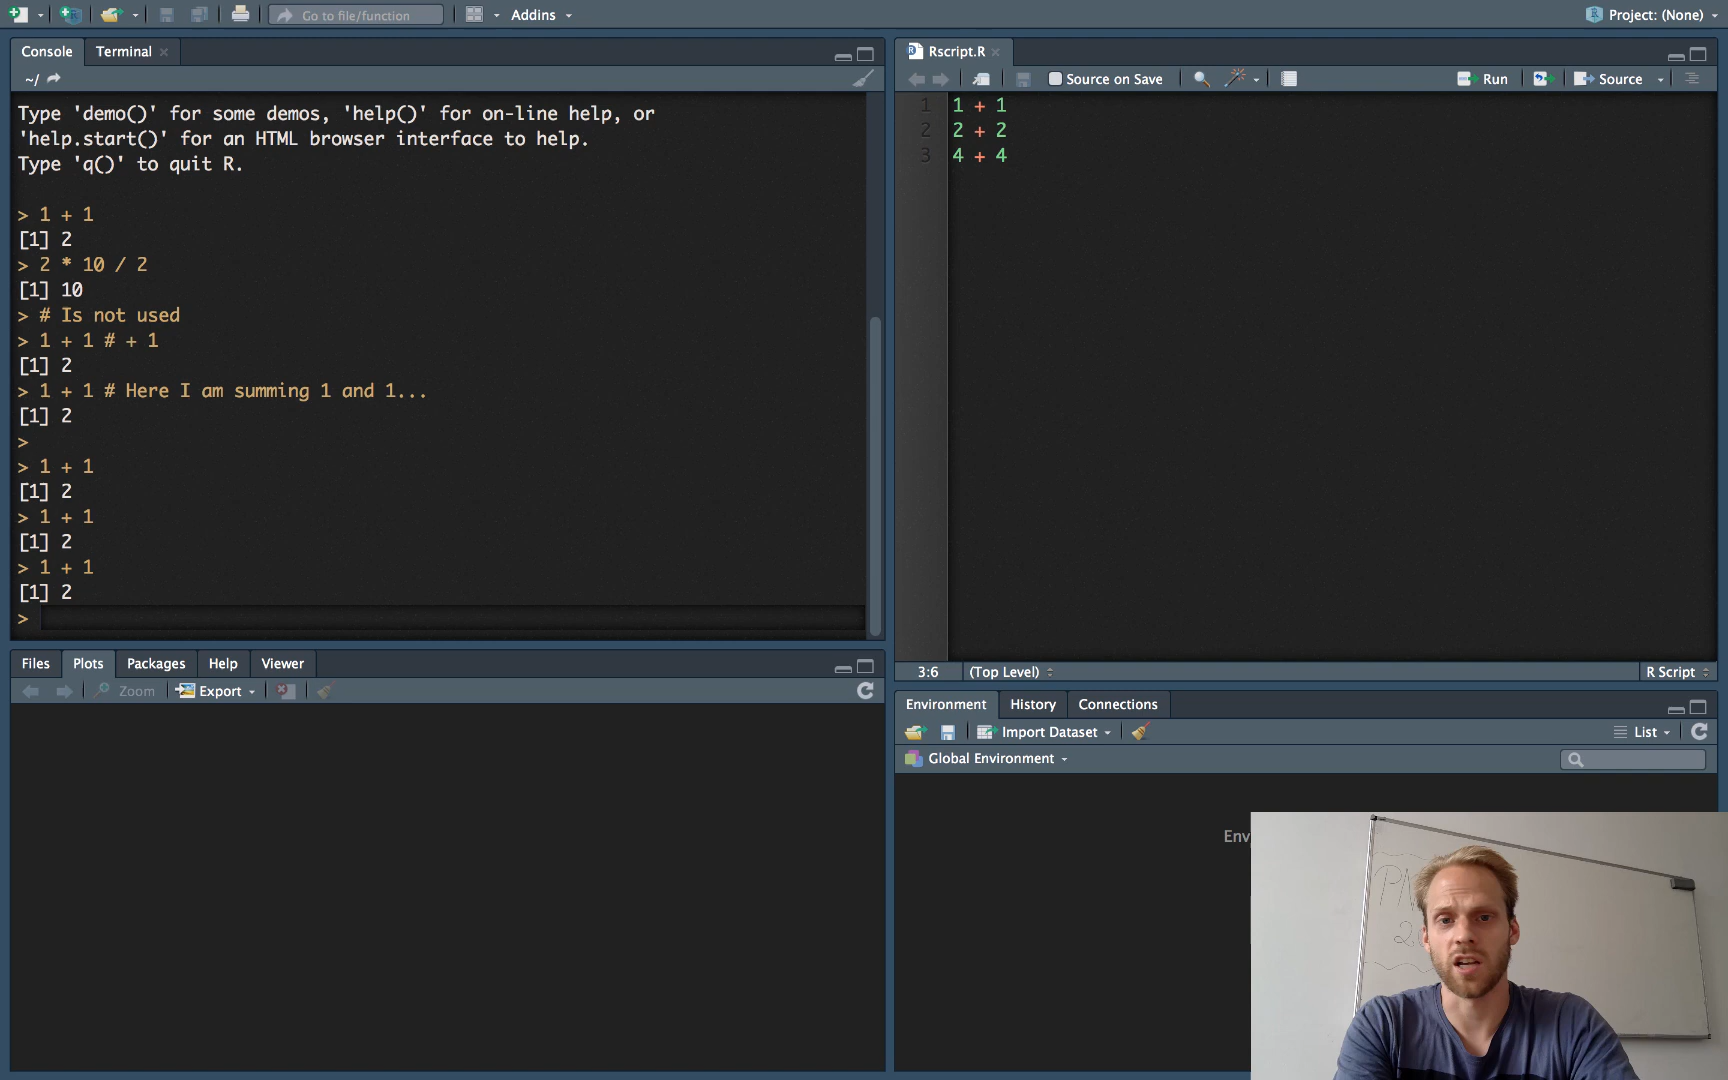 Go to file/function
Addins
Project: (None)
Console
Terminal
~/
Type 'demo()' for some demos, 'help()' for on-line help, or
'help.start()' for an HTML browser interface to help.
Type 'q()' to quit R.
> 1 + 1
[1] 2
> 2 * 10 / 2
[1] 10
> # Is not used
> 1 + 1 # + 1
[1] 2
> 1 + 1 # Here I am summing 1 and 1...
[1] 2
>
> 1 + 1
[1] 2
> 1 + 1
[1] 2
> 1 + 1
[1] 2
>
Rscript.R
Source on Save
Run
Source
1 1 + 1
2 2 + 2
3 4 + 4
3:6 (Top Level)
R Script
Files
Plots
Packages
Help
Viewer
Zoom
Export
Environment
History
Connections
Import Dataset
List
Global Environment